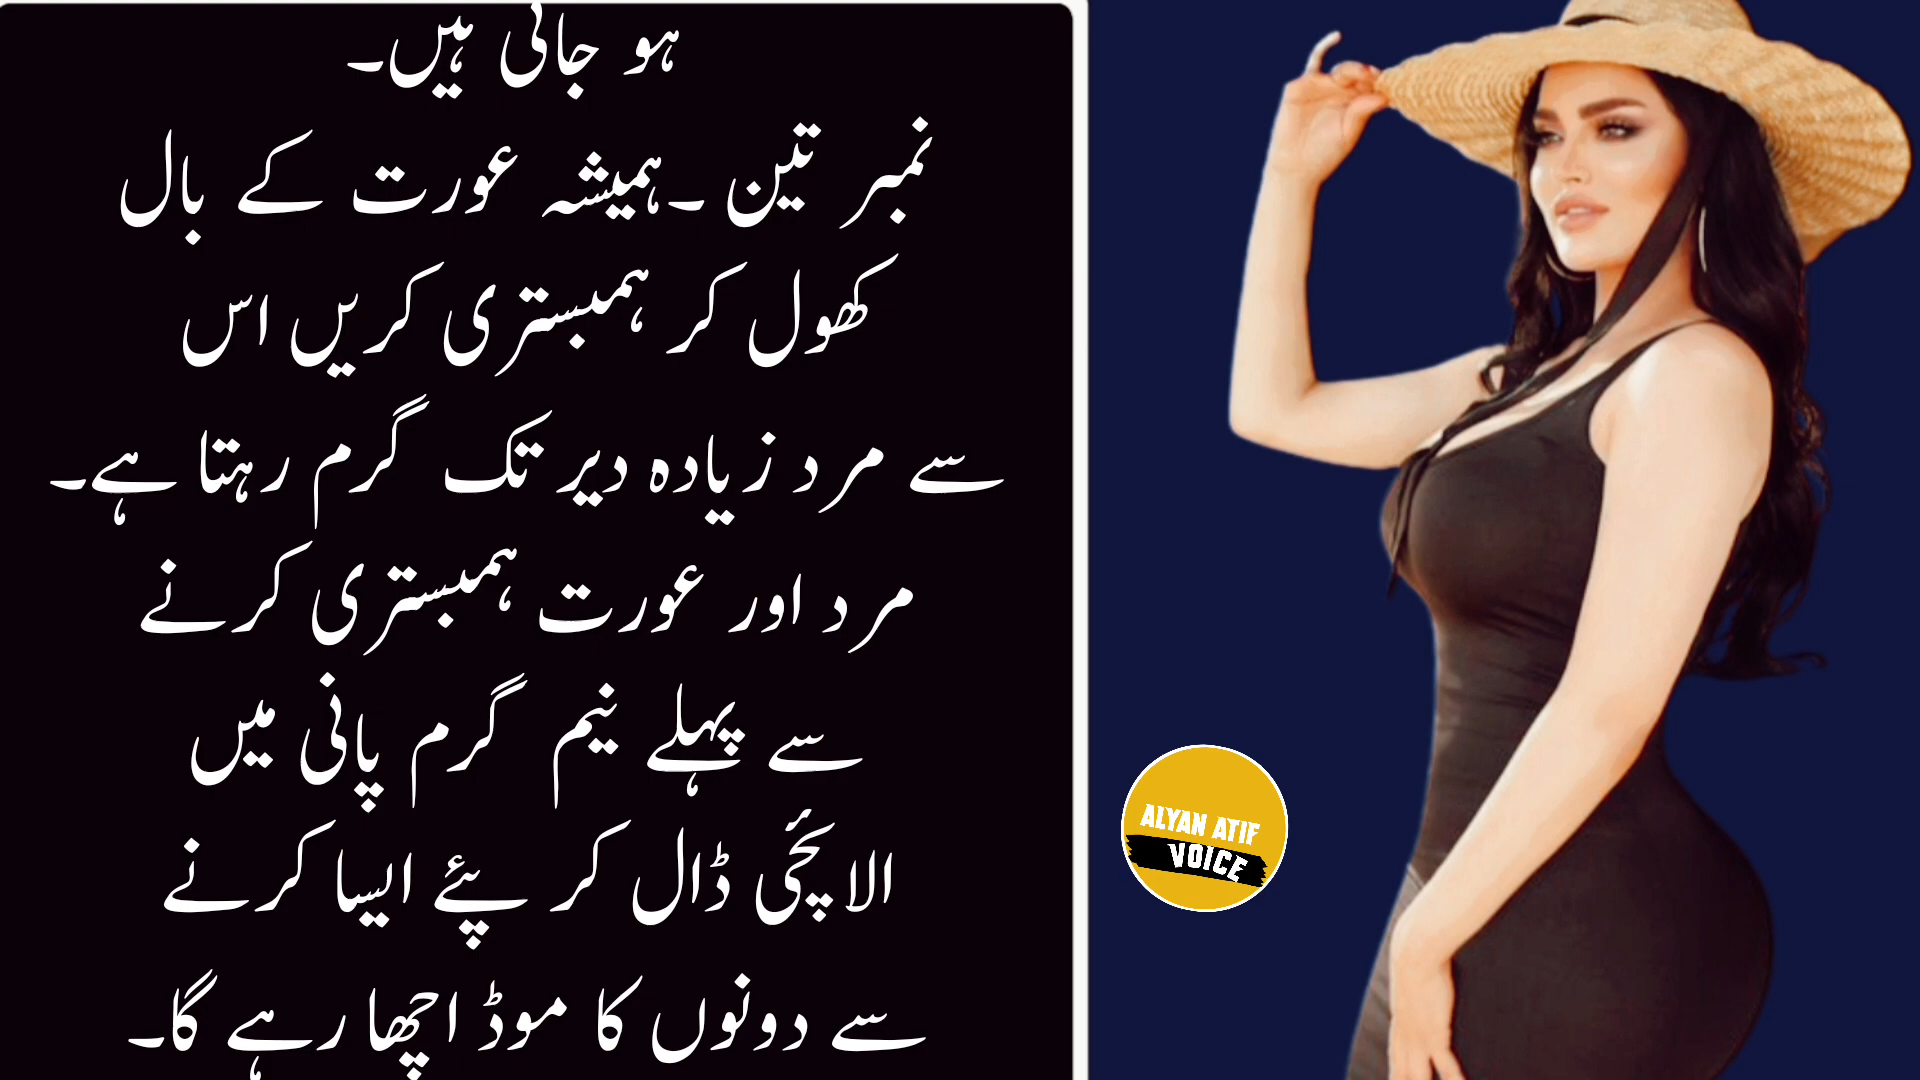 ہو جاتی ہیں۔
نمبر تین ۔ہمیشہ عورت کے بال
کھول کر ہمبستری کریں اس
سے مرد زیادہ دیر تک گرم رہتا ہے۔
مرد اور عورت ہمبستری کرنے
سے پہلے نیم گرم پانی میں
الائچی ڈال کر پئے ایسا کرنے
سے دونوں کا موڈ اچھا رہے گا۔
ALYAN ATIF
VOICE